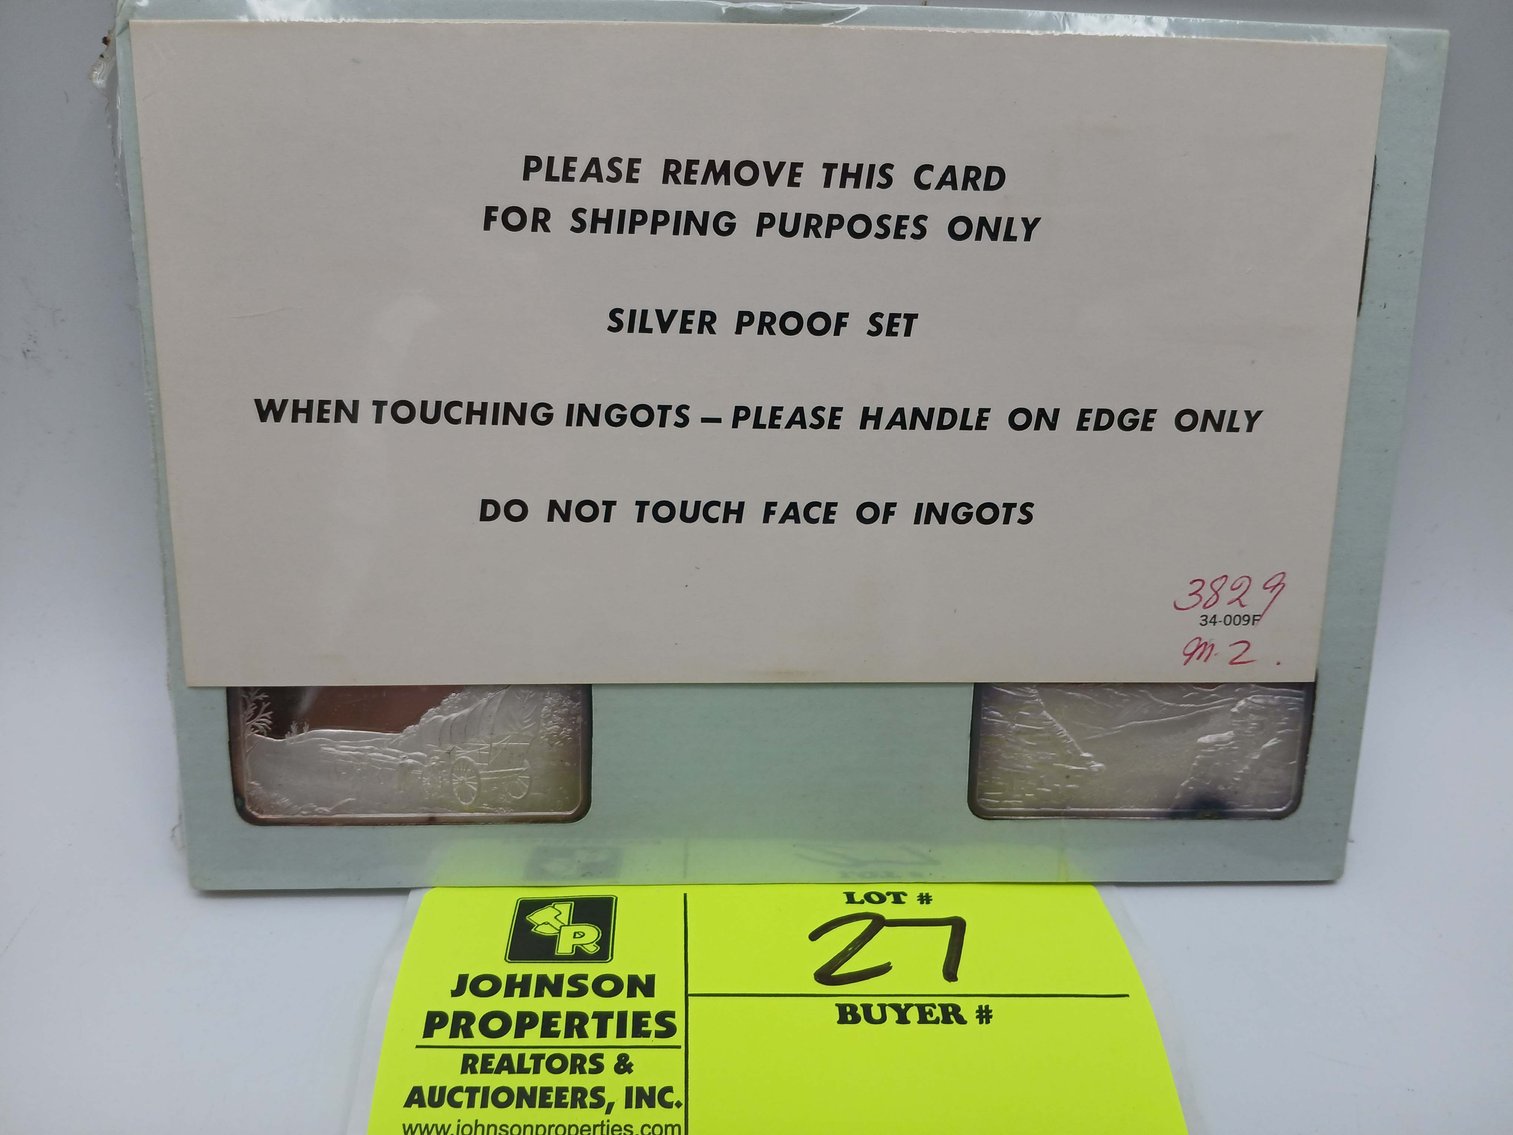 PLEASE REMOVE THIS CARD
FOR SHIPPING PURPOSES ONLY
SILVER PROOF SET
WHEN TOUCHING INGOTS – PLEASE HANDLE ON EDGE ONLY
DO NOT TOUCH FACE OF INGOTS
3829
34-009F
M-2.
JR
JOHNSON
PROPERTIES
REALTORS &
AUCTIONEERS, INC.
www.johnsonproperties.com
LOT #
27
BUYER #